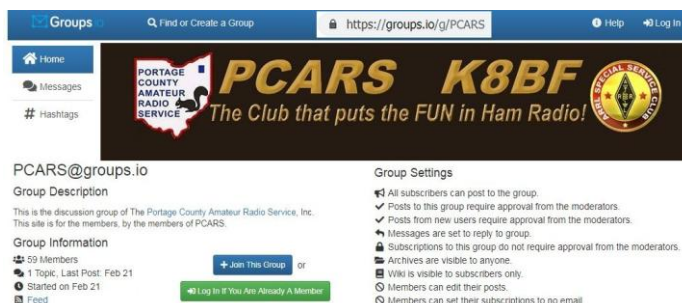 Groups.io
Find or Create a Group
https://groups.io/g/PCARS
Help
Log In
Home
Messages
# Hashtags
PORTAGE
COUNTY
AMATEUR
RADIO
SERVICE
PCARS K8BF
The Club that puts the FUN in Ham Radio!
ARRL SPECIAL SERVICE CLUB
PCARS@groups.io
Group Description
This is the discussion group of The Portage County Amateur Radio Service, Inc.
This site is for the members, by the members of PCARS.
Group Information
59 Members
1 Topic, Last Post: Feb 21
Started on Feb 21
Feed
+ Join This Group or
Log In If You Are Already A Member
Group Settings
All subscribers can post to the group.
Posts to this group require approval from the moderators.
Posts from new users require approval from the moderators.
Messages are set to reply to group.
Subscriptions to this group do not require approval from the moderators.
Archives are visible to anyone.
Wiki is visible to subscribers only.
Members can edit their posts.
Members can set their subscriptions to no email.